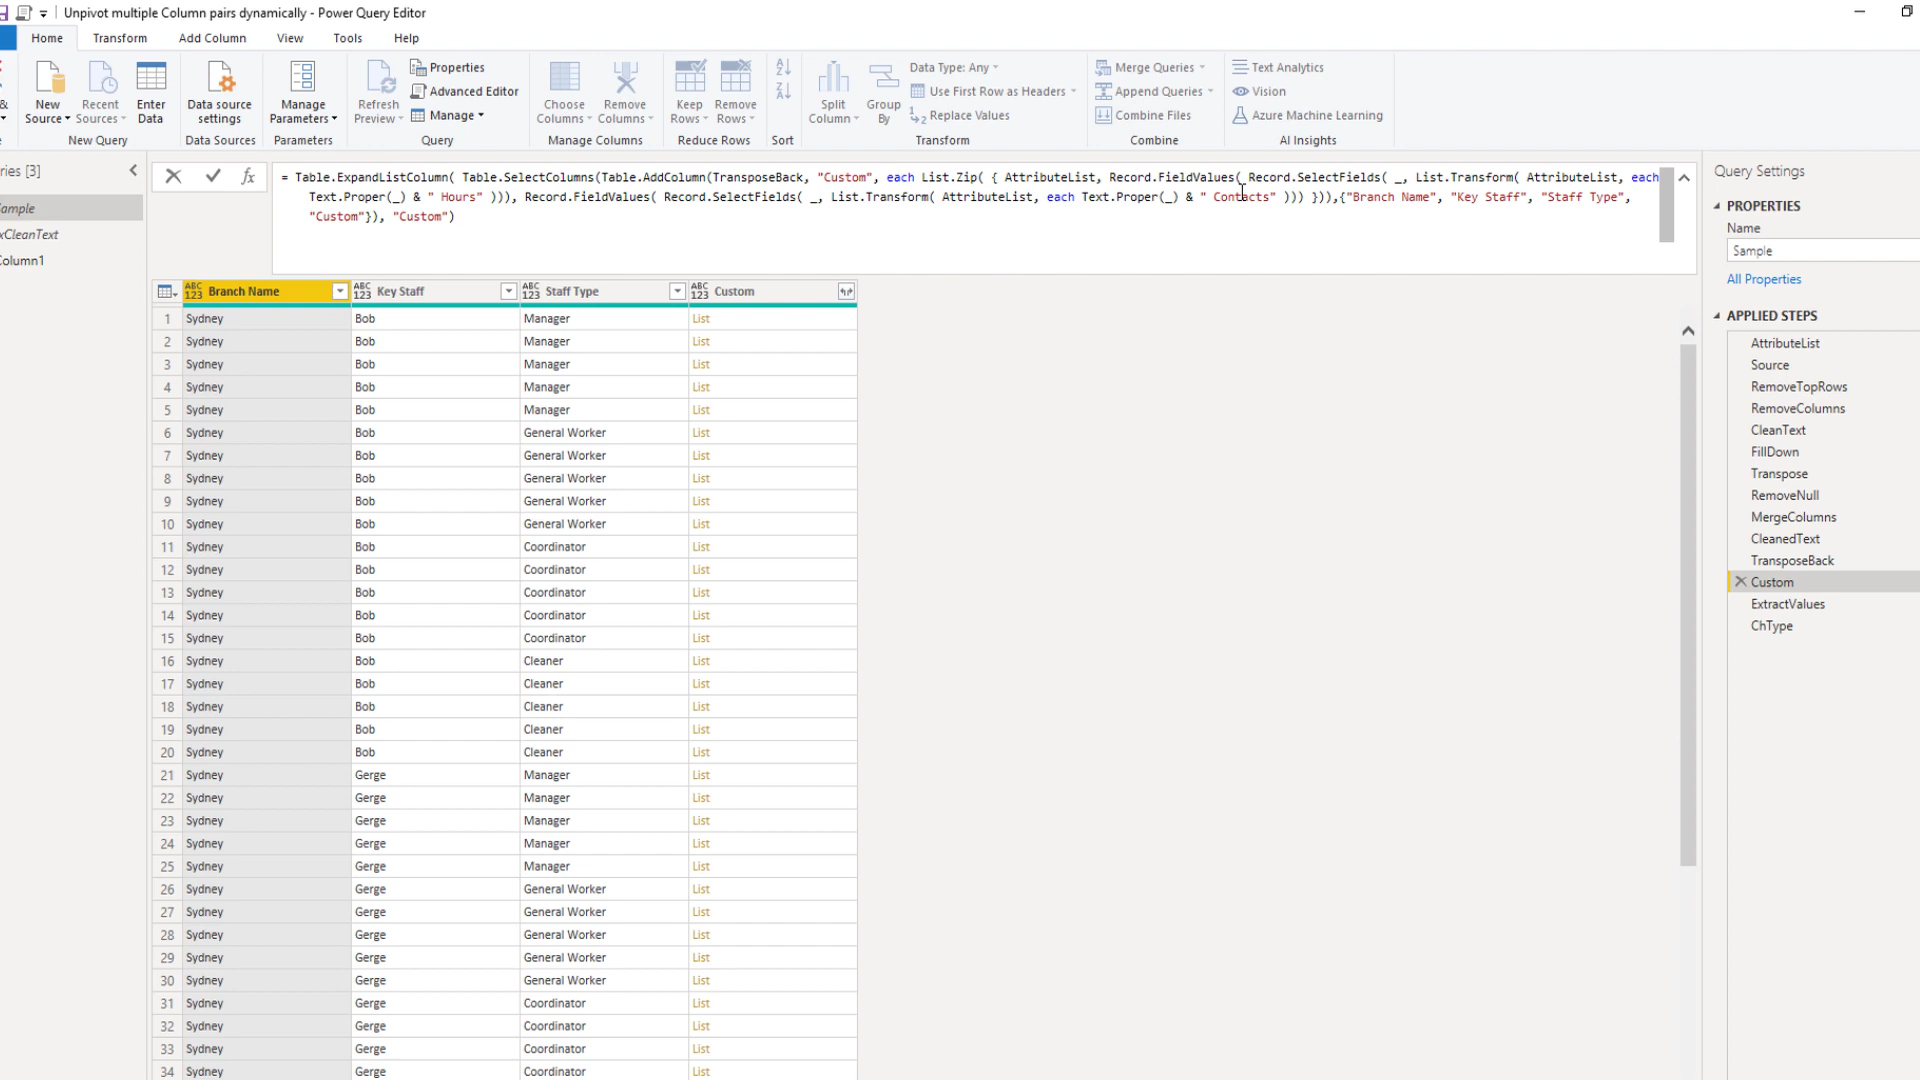 Unpivot multiple Column pairs dynamically - Power Query Editor
Home Transform Add Column View Tools Help
New Source
Recent Sources
Enter Data
New Query
Data source settings
Data Sources
Manage Parameters
Parameters
Refresh Preview
Properties
Advanced Editor
Manage
Query
Choose Columns
Remove Columns
Manage Columns
Keep Rows
Remove Rows
Reduce Rows
Sort
Split Column
Group By
Data Type: Any
Use First Row as Headers
Replace Values
Transform
Merge Queries
Append Queries
Combine Files
Combine
Text Analytics
Vision
Azure Machine Learning
AI Insights
ries [3]
ample
xCleanText
olumn1
fx
= Table.ExpandListColumn( Table.SelectColumns(Table.AddColumn(TransposeBack, "Custom", each List.Zip( { AttributeList, Record.FieldValues( Record.SelectFields( _, List.Transform( AttributeList, each
Text.Proper(_) & " Hours" ))), Record.FieldValues( Record.SelectFields( _, List.Transform( AttributeList, each Text.Proper(_) & " Contacts" ))) })),{"Branch Name", "Key Staff", "Staff Type",
"Custom"}), "Custom")
ABC 123 Branch Name ABC 123 Key Staff ABC 123 Staff Type ABC 123 Custom
1 Sydney Bob Manager List
2 Sydney Bob Manager List
3 Sydney Bob Manager List
4 Sydney Bob Manager List
5 Sydney Bob Manager List
6 Sydney Bob General Worker List
7 Sydney Bob General Worker List
8 Sydney Bob General Worker List
9 Sydney Bob General Worker List
10 Sydney Bob General Worker List
11 Sydney Bob Coordinator List
12 Sydney Bob Coordinator List
13 Sydney Bob Coordinator List
14 Sydney Bob Coordinator List
15 Sydney Bob Coordinator List
16 Sydney Bob Cleaner List
17 Sydney Bob Cleaner List
18 Sydney Bob Cleaner List
19 Sydney Bob Cleaner List
20 Sydney Bob Cleaner List
21 Sydney Gerge Manager List
22 Sydney Gerge Manager List
23 Sydney Gerge Manager List
24 Sydney Gerge Manager List
25 Sydney Gerge Manager List
26 Sydney Gerge General Worker List
27 Sydney Gerge General Worker List
28 Sydney Gerge General Worker List
29 Sydney Gerge General Worker List
30 Sydney Gerge General Worker List
31 Sydney Gerge Coordinator List
32 Sydney Gerge Coordinator List
33 Sydney Gerge Coordinator List
34 Sydney Gerge Coordinator List
Query Settings
PROPERTIES
Name
Sample
All Properties
APPLIED STEPS
AttributeList
Source
RemoveTopRows
RemoveColumns
CleanText
FillDown
Transpose
RemoveNull
MergeColumns
CleanedText
TransposeBack
Custom
ExtractValues
ChType